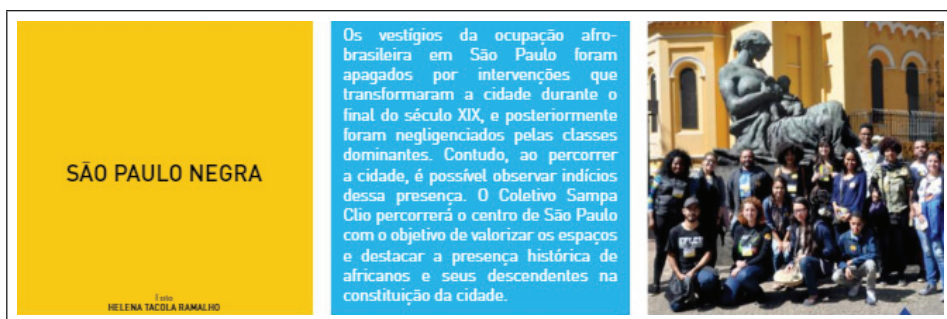 SÃO PAULO NEGRA
Foto
HELENA TACOLA RAMALHO
Os vestígios da ocupação afro-
brasileira em São Paulo foram
apagados por intervenções que
transformaram a cidade durante o
final do século XIX, e posteriormente
foram negligenciados pelas classes
dominantes. Contudo, ao percorrer
a cidade, é possível observar indícios
dessa presença. O Coletivo Sampa
Clio percorrerá o centro de São Paulo
com o objetivo de valorizar os espaços
e destacar a presença histórica de
africanos e seus descendentes na
constituição da cidade.